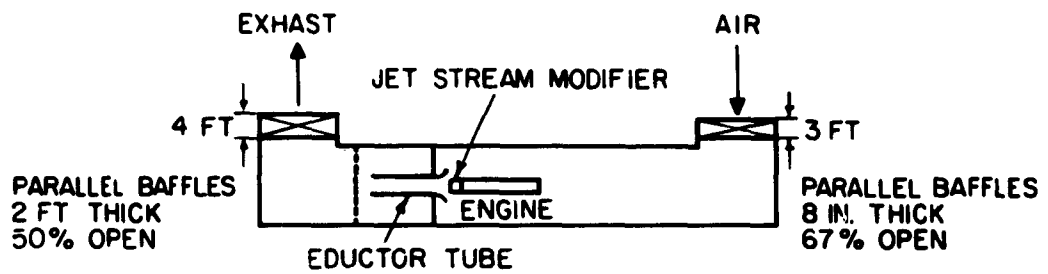 EXHAST
AIR
JET STREAM MODIFIER
4 FT
3 FT
PARALLEL BAFFLES
2 FT THICK
50% OPEN
ENGINE
EDUCTOR TUBE
PARALLEL BAFFLES
8 IN. THICK
67% OPEN